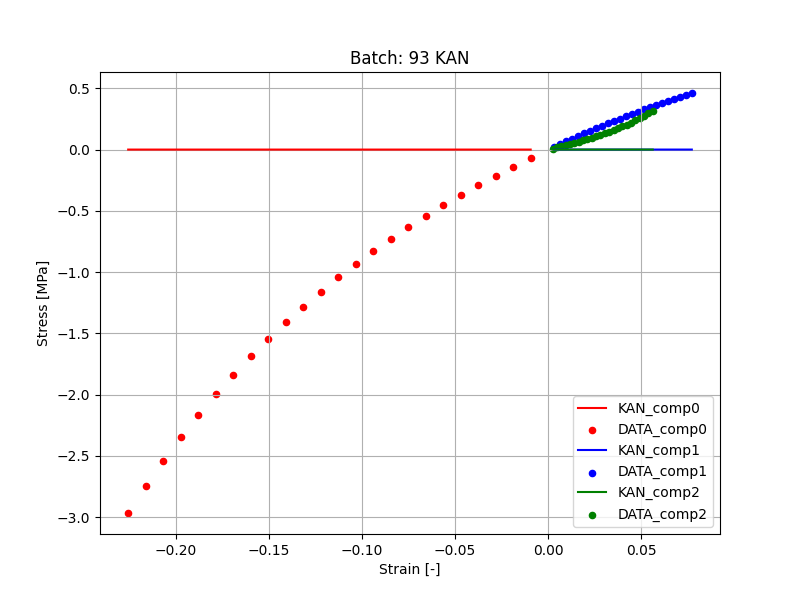 Batch: 93 KAN
Stress [MPa]
0.5
0.0
−0.5
−1.0
−1.5
−2.0
−2.5
−3.0
−0.20
−0.15
−0.10
−0.05
0.00
0.05
Strain [-]
KAN_comp0
DATA_comp0
KAN_comp1
DATA_comp1
KAN_comp2
DATA_comp2